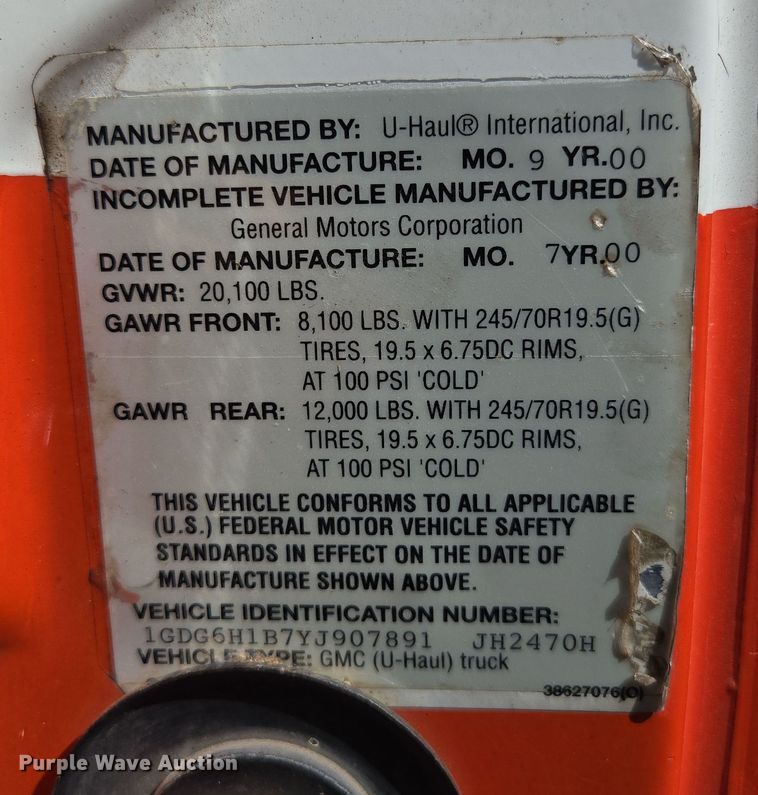 MANUFACTURED BY: U-Haul® International, Inc.
DATE OF MANUFACTURE: MO. 9 YR.00
INCOMPLETE VEHICLE MANUFACTURED BY:
General Motors Corporation
DATE OF MANUFACTURE: MO. 7YR.00
GVWR: 20,100 LBS.
GAWR FRONT: 8,100 LBS. WITH 245/70R19.5(G)
TIRES, 19.5 x 6.75DC RIMS,
AT 100 PSI 'COLD'
GAWR REAR: 12,000 LBS. WITH 245/70R19.5(G)
TIRES, 19.5 x 6.75DC RIMS,
AT 100 PSI 'COLD'
THIS VEHICLE CONFORMS TO ALL APPLICABLE
(U.S.) FEDERAL MOTOR VEHICLE SAFETY
STANDARDS IN EFFECT ON THE DATE OF
MANUFACTURE SHOWN ABOVE.
VEHICLE IDENTIFICATION NUMBER:
1GDG6H1B7YJ907891 JH2470H
VEHICLE TYPE: GMC (U-Haul) truck
38627076(O)
Purple Wave Auction